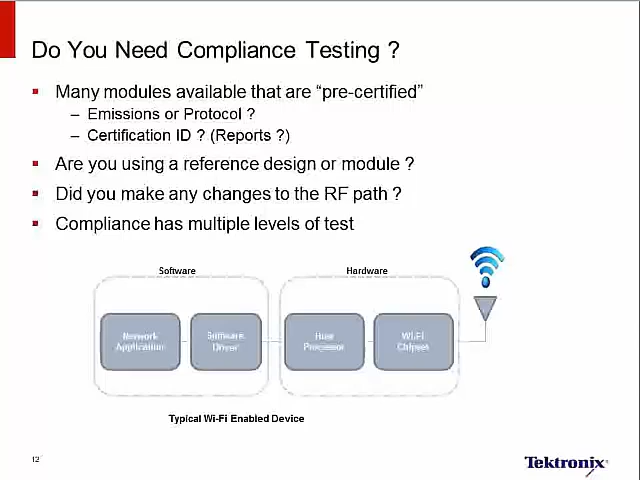 Do You Need Compliance Testing ?
Many modules available that are “pre-certified”
– Emissions or Protocol ?
– Certification ID ? (Reports ?)
Are you using a reference design or module ?
Did you make any changes to the RF path ?
Compliance has multiple levels of test
Software
Hardware
Network
Application
Software
Driver
Host
Processor
Wi-Fi
Chipset
Typical Wi-Fi Enabled Device
12
Tektronix